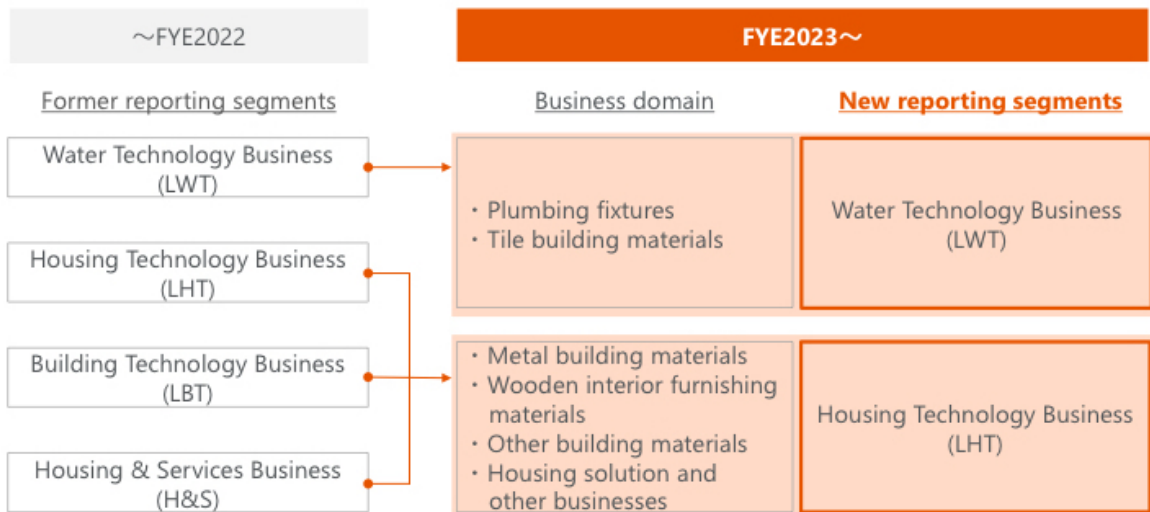 ～FYE2022
FYE2023～
Former reporting segments
Business domain
New reporting segments
Water Technology Business
(LWT)
Housing Technology Business
(LHT)
Building Technology Business
(LBT)
Housing & Services Business
(H&S)
・Plumbing fixtures
・Tile building materials
Water Technology Business
(LWT)
・Metal building materials
・Wooden interior furnishing
materials
・Other building materials
・Housing solution and
other businesses
Housing Technology Business
(LHT)